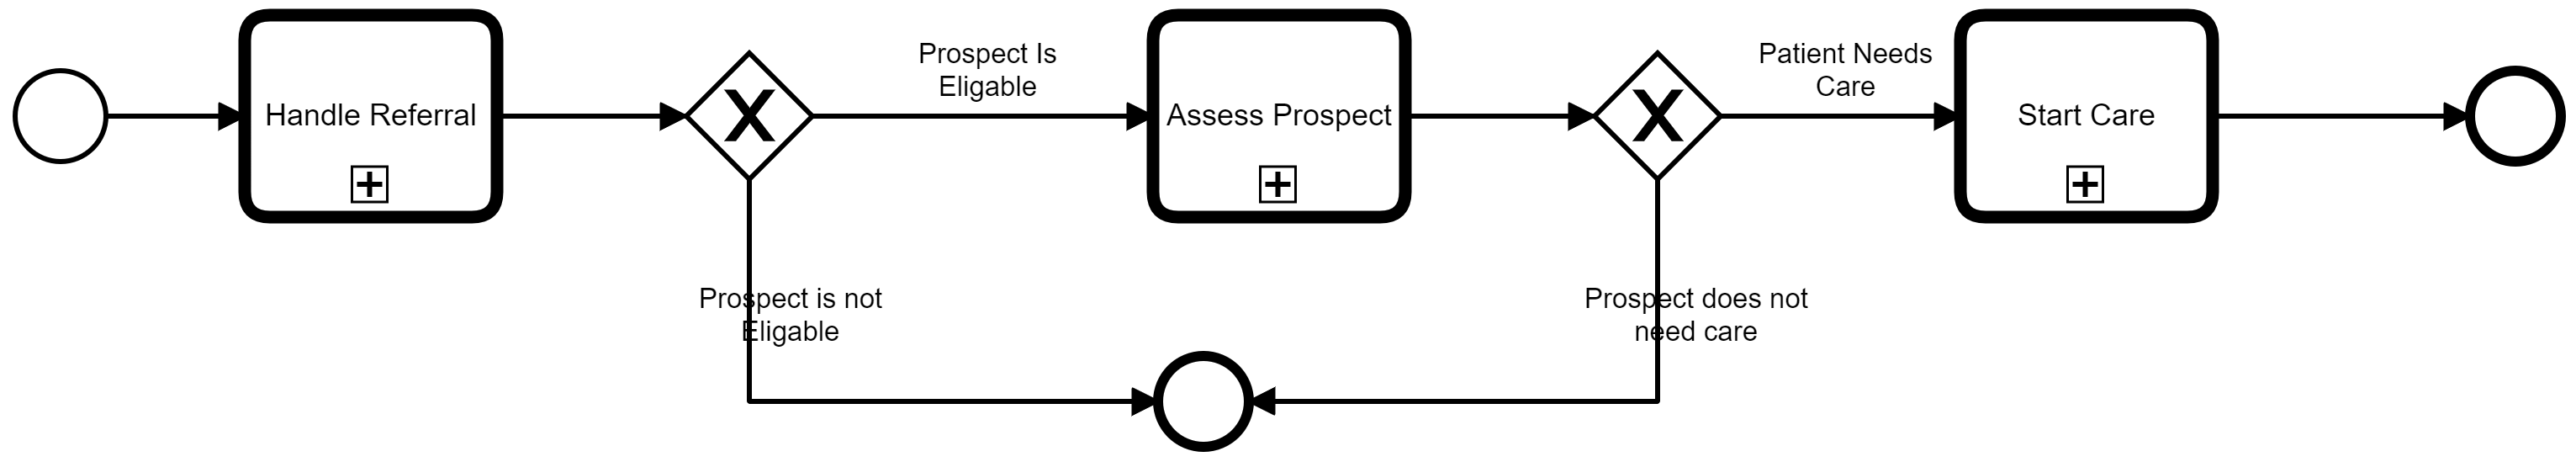 Handle Referral
X
Prospect Is
Eligable
Assess Prospect
X
Patient Needs
Care
Start Care
Prospect is not
Eligable
Prospect does not
need care